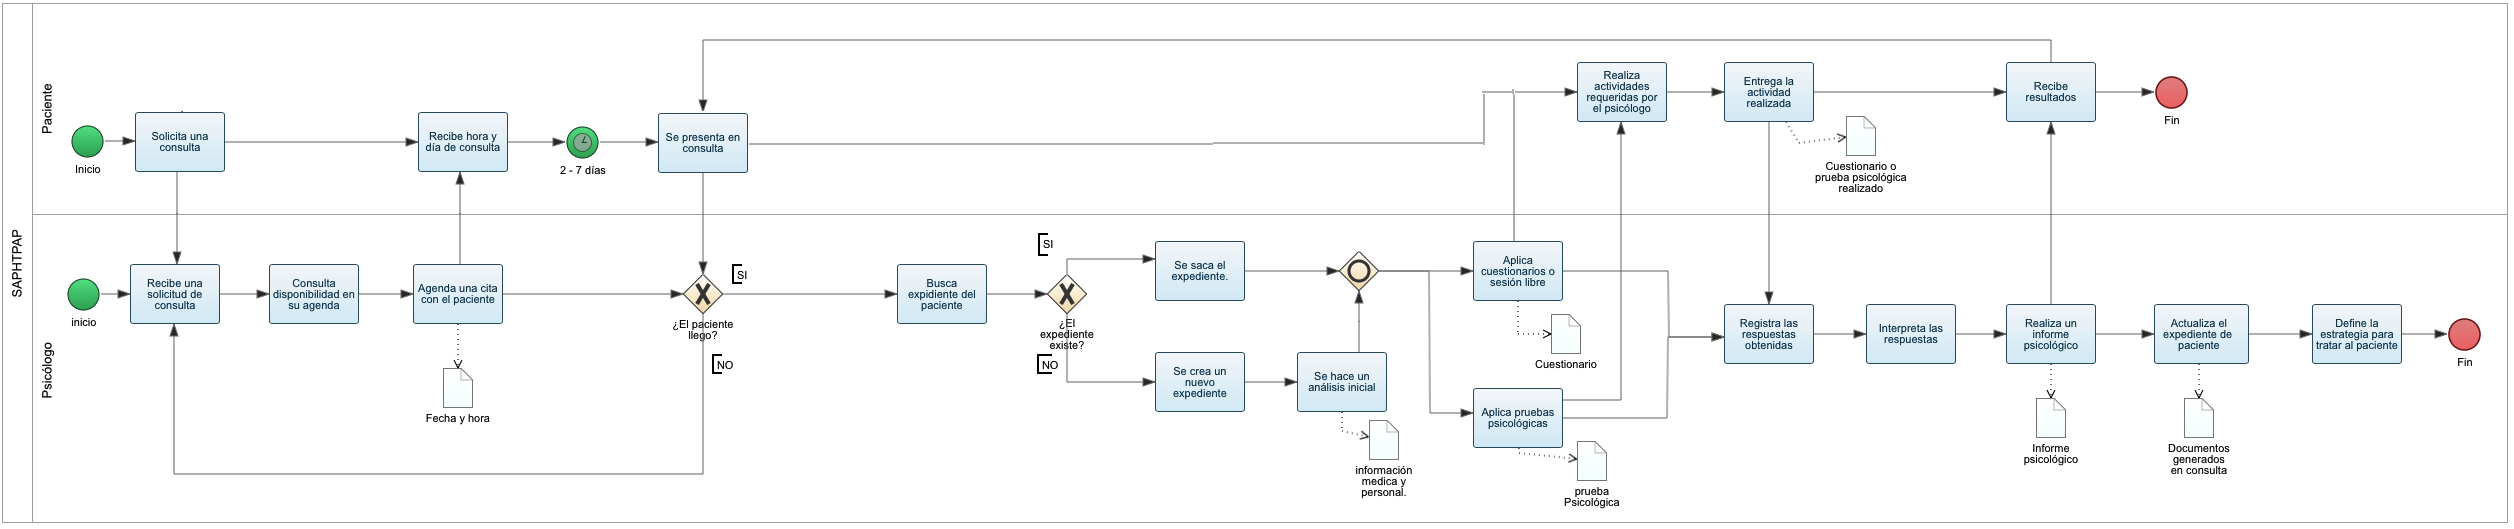 SAPHTPAP
Paciente
Inicio
Solicita una
consulta
Recibe hora y
día de consulta
2 - 7 días
Se presenta en
consulta
Realiza
actividades
requeridas por
el psicólogo
Entrega la
actividad
realizada
Cuestionario o
prueba psicológica
realizado
Recibe
resultados
Fin
Psicólogo
inicio
Recibe una
solicitud de
consulta
Consulta
disponibilidad en
su agenda
Agenda una cita
con el paciente
Fecha y hora
¿El paciente
llego?
SI
NO
Busca
expidiente del
paciente
¿El
expediente
existe?
SI
NO
Se saca el
expediente.
Se crea un
nuevo
expediente
Se hace un
análisis inicial
información
medica y
personal.
Aplica
cuestionarios o
sesión libre
Cuestionario
Aplica pruebas
psicológicas
prueba
Psicológica
Registra las
respuestas
obtenidas
Interpreta las
respuestas
Realiza un
informe
psicológico
Informe
psicológico
Actualiza el
expediente de
paciente
Documentos
generados
en consulta
Define la
estrategia para
tratar al paciente
Fin